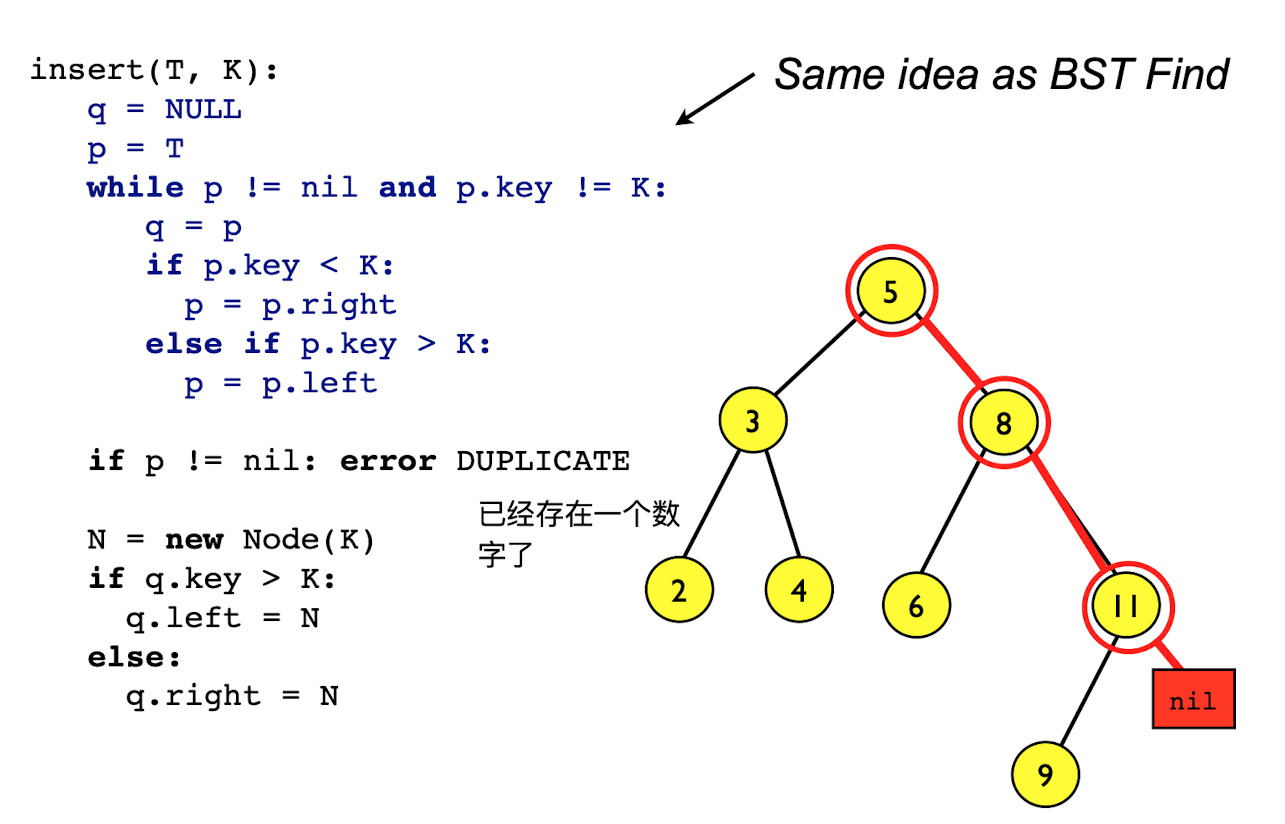 insert(T, K):
q = NULL
p = T
while p != nil and p.key != K:
q = p
if p.key < K:
p = p.right
else if p.key > K:
p = p.left
if p != nil: error DUPLICATE
已经存在一个数
字了
N = new Node(K)
if q.key > K:
q.left = N
else:
q.right = N
Same idea as BST Find
5
3
8
2
4
6
11
nil
9